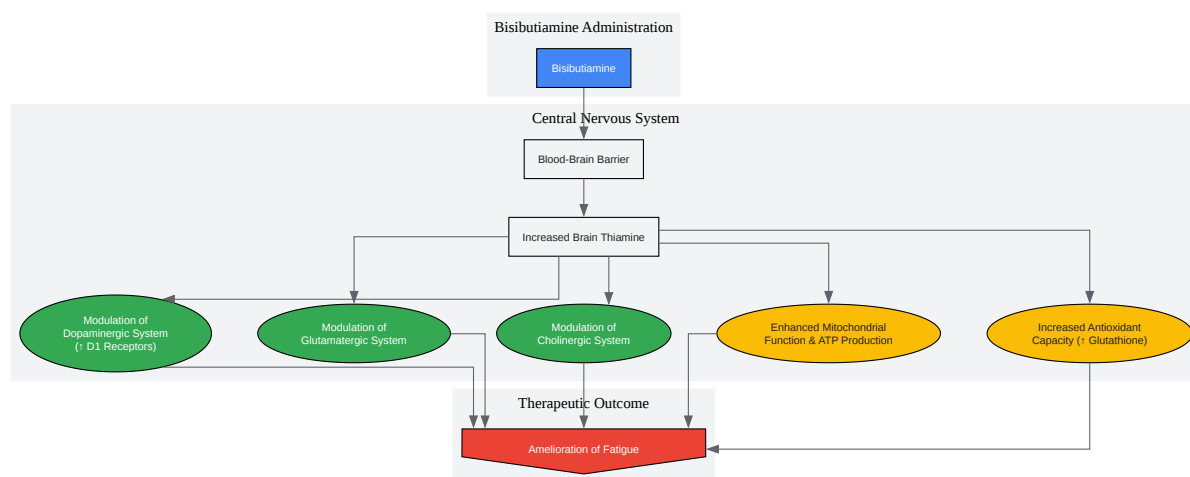 Bisibutiamine Administration
Bisibutiamine
Central Nervous System
Blood-Brain Barrier
Increased Brain Thiamine
Modulation of
Dopaminergic System
(↑ D1 Receptors)
Modulation of
Glutamatergic System
Modulation of
Cholinergic System
Enhanced Mitochondrial
Function & ATP Production
Increased Antioxidant
Capacity (↑ Glutathione)
Therapeutic Outcome
Amelioration of Fatigue